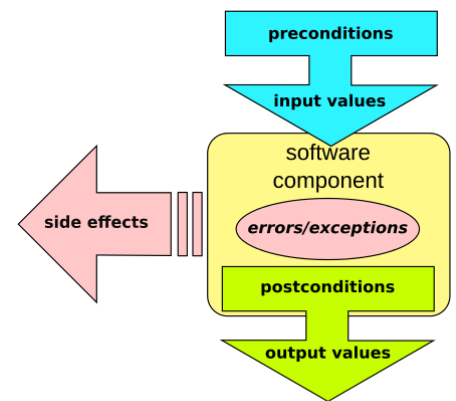 preconditions
input values
software
component
side effects
errors/exceptions
postconditions
output values